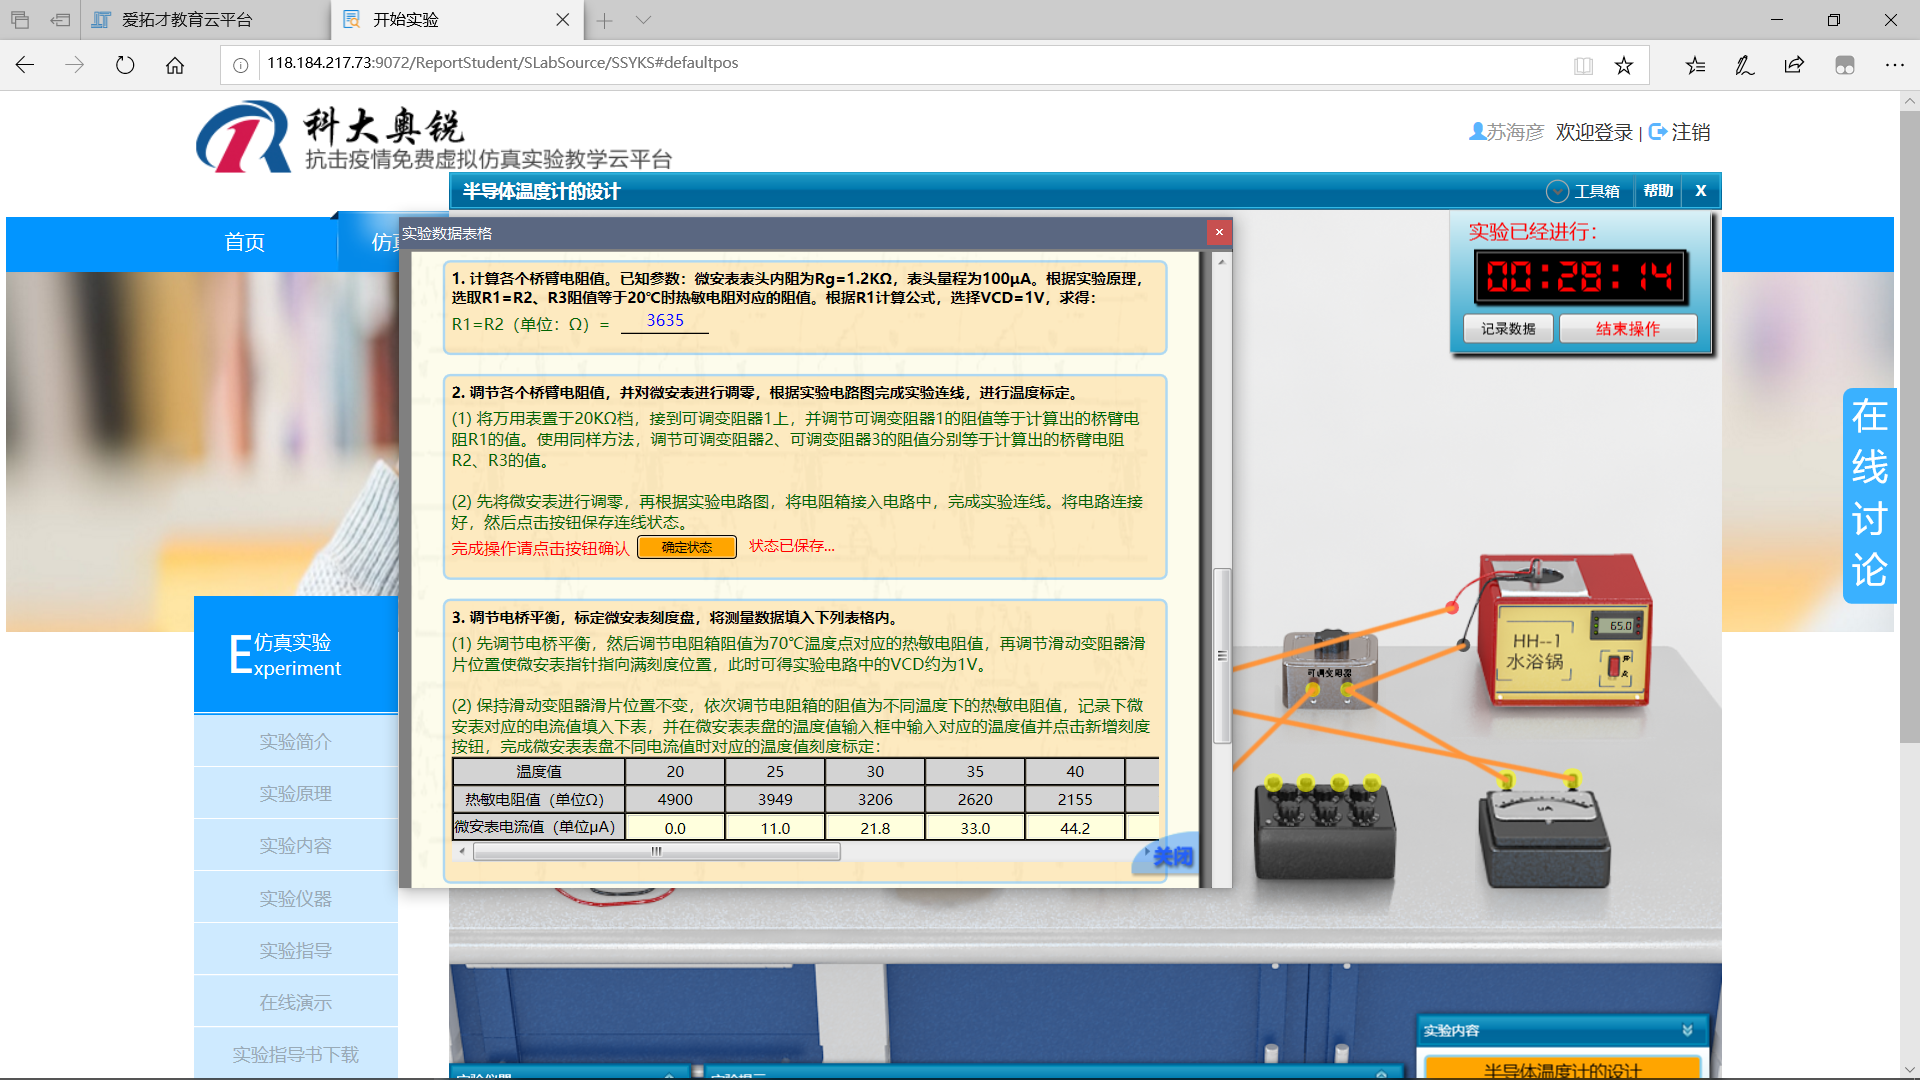 爱拓才教育云平台
开始实验
118.184.217.73:9072/ReportStudent/SLabSource/SSYKS#defaultpos
科大奥锐
抗击疫情免费虚拟仿真实验教学云平台
苏海彦 欢迎登录 | 注销
半导体温度计的设计
工具箱
帮助
X
首页
仿真
实验数据表格
实验已经进行：
00:28:14
记录数据
结束操作
1. 计算各个桥臂电阻值。已知参数：微安表表头内阻为Rg=1.2KΩ，表头量程为100μA。根据实验原理，
选取R1=R2、R3阻值等于20℃时热敏电阻对应的阻值。根据R1计算公式，选择VCD=1V，求得：
R1=R2（单位：Ω）= 3635
2. 调节各个桥臂电阻值，并对微安表进行调零，根据实验电路图完成实验连线，进行温度标定。
(1) 将万用表置于20KΩ档，接到可调变阻器1上，并调节可调变阻器1的阻值等于计算出的桥臂电
阻R1的值。使用同样方法，调节可调变阻器2、可调变阻器3的阻值分别等于计算出的桥臂电阻
R2、R3的值。
(2) 先将微安表进行调零，再根据实验电路图，将电阻箱接入电路中，完成实验连线。将电路连接
好，然后点击按钮保存连线状态。
完成操作请点击按钮确认 确定状态 状态已保存...
3. 调节电桥平衡，标定微安表刻度盘，将测量数据填入下列表格内。
(1) 先调节电桥平衡，然后调节电阻箱阻值为70℃温度点对应的热敏电阻值，再调节滑动变阻器滑
片位置使微安表指针指向满刻度位置，此时可得实验电路中的VCD约为1V。
(2) 保持滑动变阻器滑片位置不变，依次调节电阻箱的阻值为不同温度下的热敏电阻值，记录下微
安表对应的电流值填入下表，并在微安表表盘的温度值输入框中输入对应的温度值并点击新增刻度
按钮，完成微安表表盘不同电流值时对应的温度值刻度标定：
温度值 20 25 30 35 40
热敏电阻值（单位Ω） 4900 3949 3206 2620 2155
微安表电流值（单位μA） 0.0 11.0 21.8 33.0 44.2
关闭
可调变阻器
65.0
HH--1
水浴锅
开
关
uA
在线讨论
E
仿真实验
xperiment
实验简介
实验原理
实验内容
实验仪器
实验指导
在线演示
实验指导书下载
实验内容
半导体温度计的设计
实验仪器
实验提示